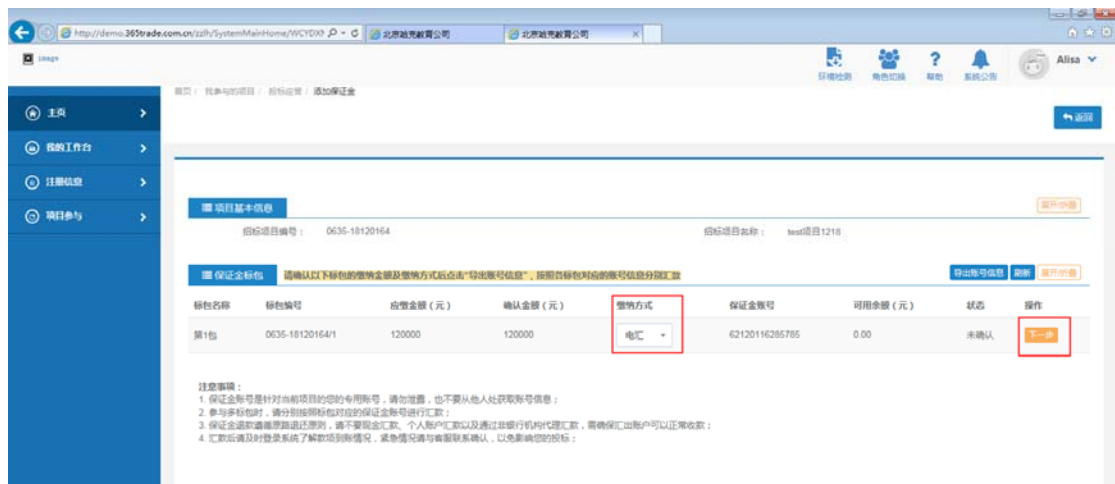 http://demo.365trade.com.cn/zzlh/SystemMainHome/WCYDX
北京哈克教育公司
北京哈克教育公司
image
环境检测
角色切换
帮助
系统公告
Alisa
首页 / 我参与的项目 / 投标运营 / 添加保证金
主页
返回
我的工作台
注册信息
项目参与
项目基本信息
展开/折叠
招标项目编号： 0635-18120164
招标项目名称： test项目1218
保证金标包
请确认以下标包的缴纳金额及缴纳方式后点击“导出账号信息”，按照各标包对应的账号信息分别汇款
导出账号信息 刷新 展开/折叠
标包名称 标包编号 应缴金额（元） 确认金额（元） 缴纳方式 保证金账号 可用余额（元） 状态 操作
第1包 0635-18120164/1 120000 120000 电汇 62120116285785 0.00 未确认 下一步
注意事项：
1. 保证金账号是针对当前项目的您的专用账号，请勿泄露，也不要从他人处获取账号信息；
2. 参与多标包时，请分别按照标包对应的保证金账号进行汇款；
3. 保证金退款遵循原路退还原则，请不要现金汇款、个人账户汇款以及通过非银行机构代理汇款，需确保汇出账户可以正常收款；
4. 汇款后请及时登录系统了解款项到账情况，紧急情况请与客服联系确认，以免影响您的投标；